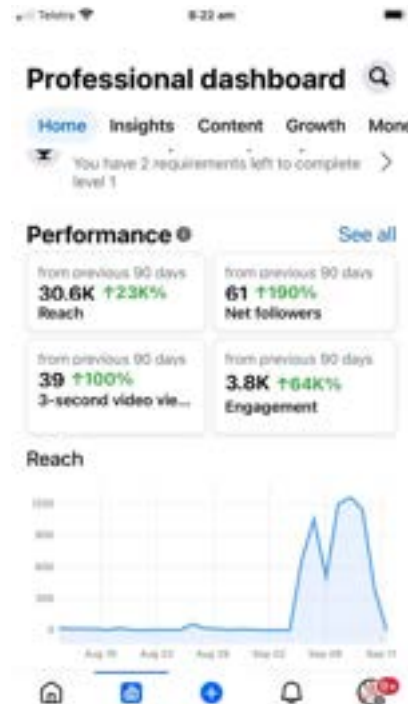 Telstra
8:22 am
Professional dashboard
Home Insights Content Growth
You have 2 requirements left to complete
level 1
Performance
See all
from previous 90 days
30.6K ↑23K%
Reach
from previous 90 days
61 ↑190%
Net followers
from previous 90 days
39 ↑100%
3-second video vie...
from previous 90 days
3.8K ↑64K%
Engagement
Reach
0
Sep 02